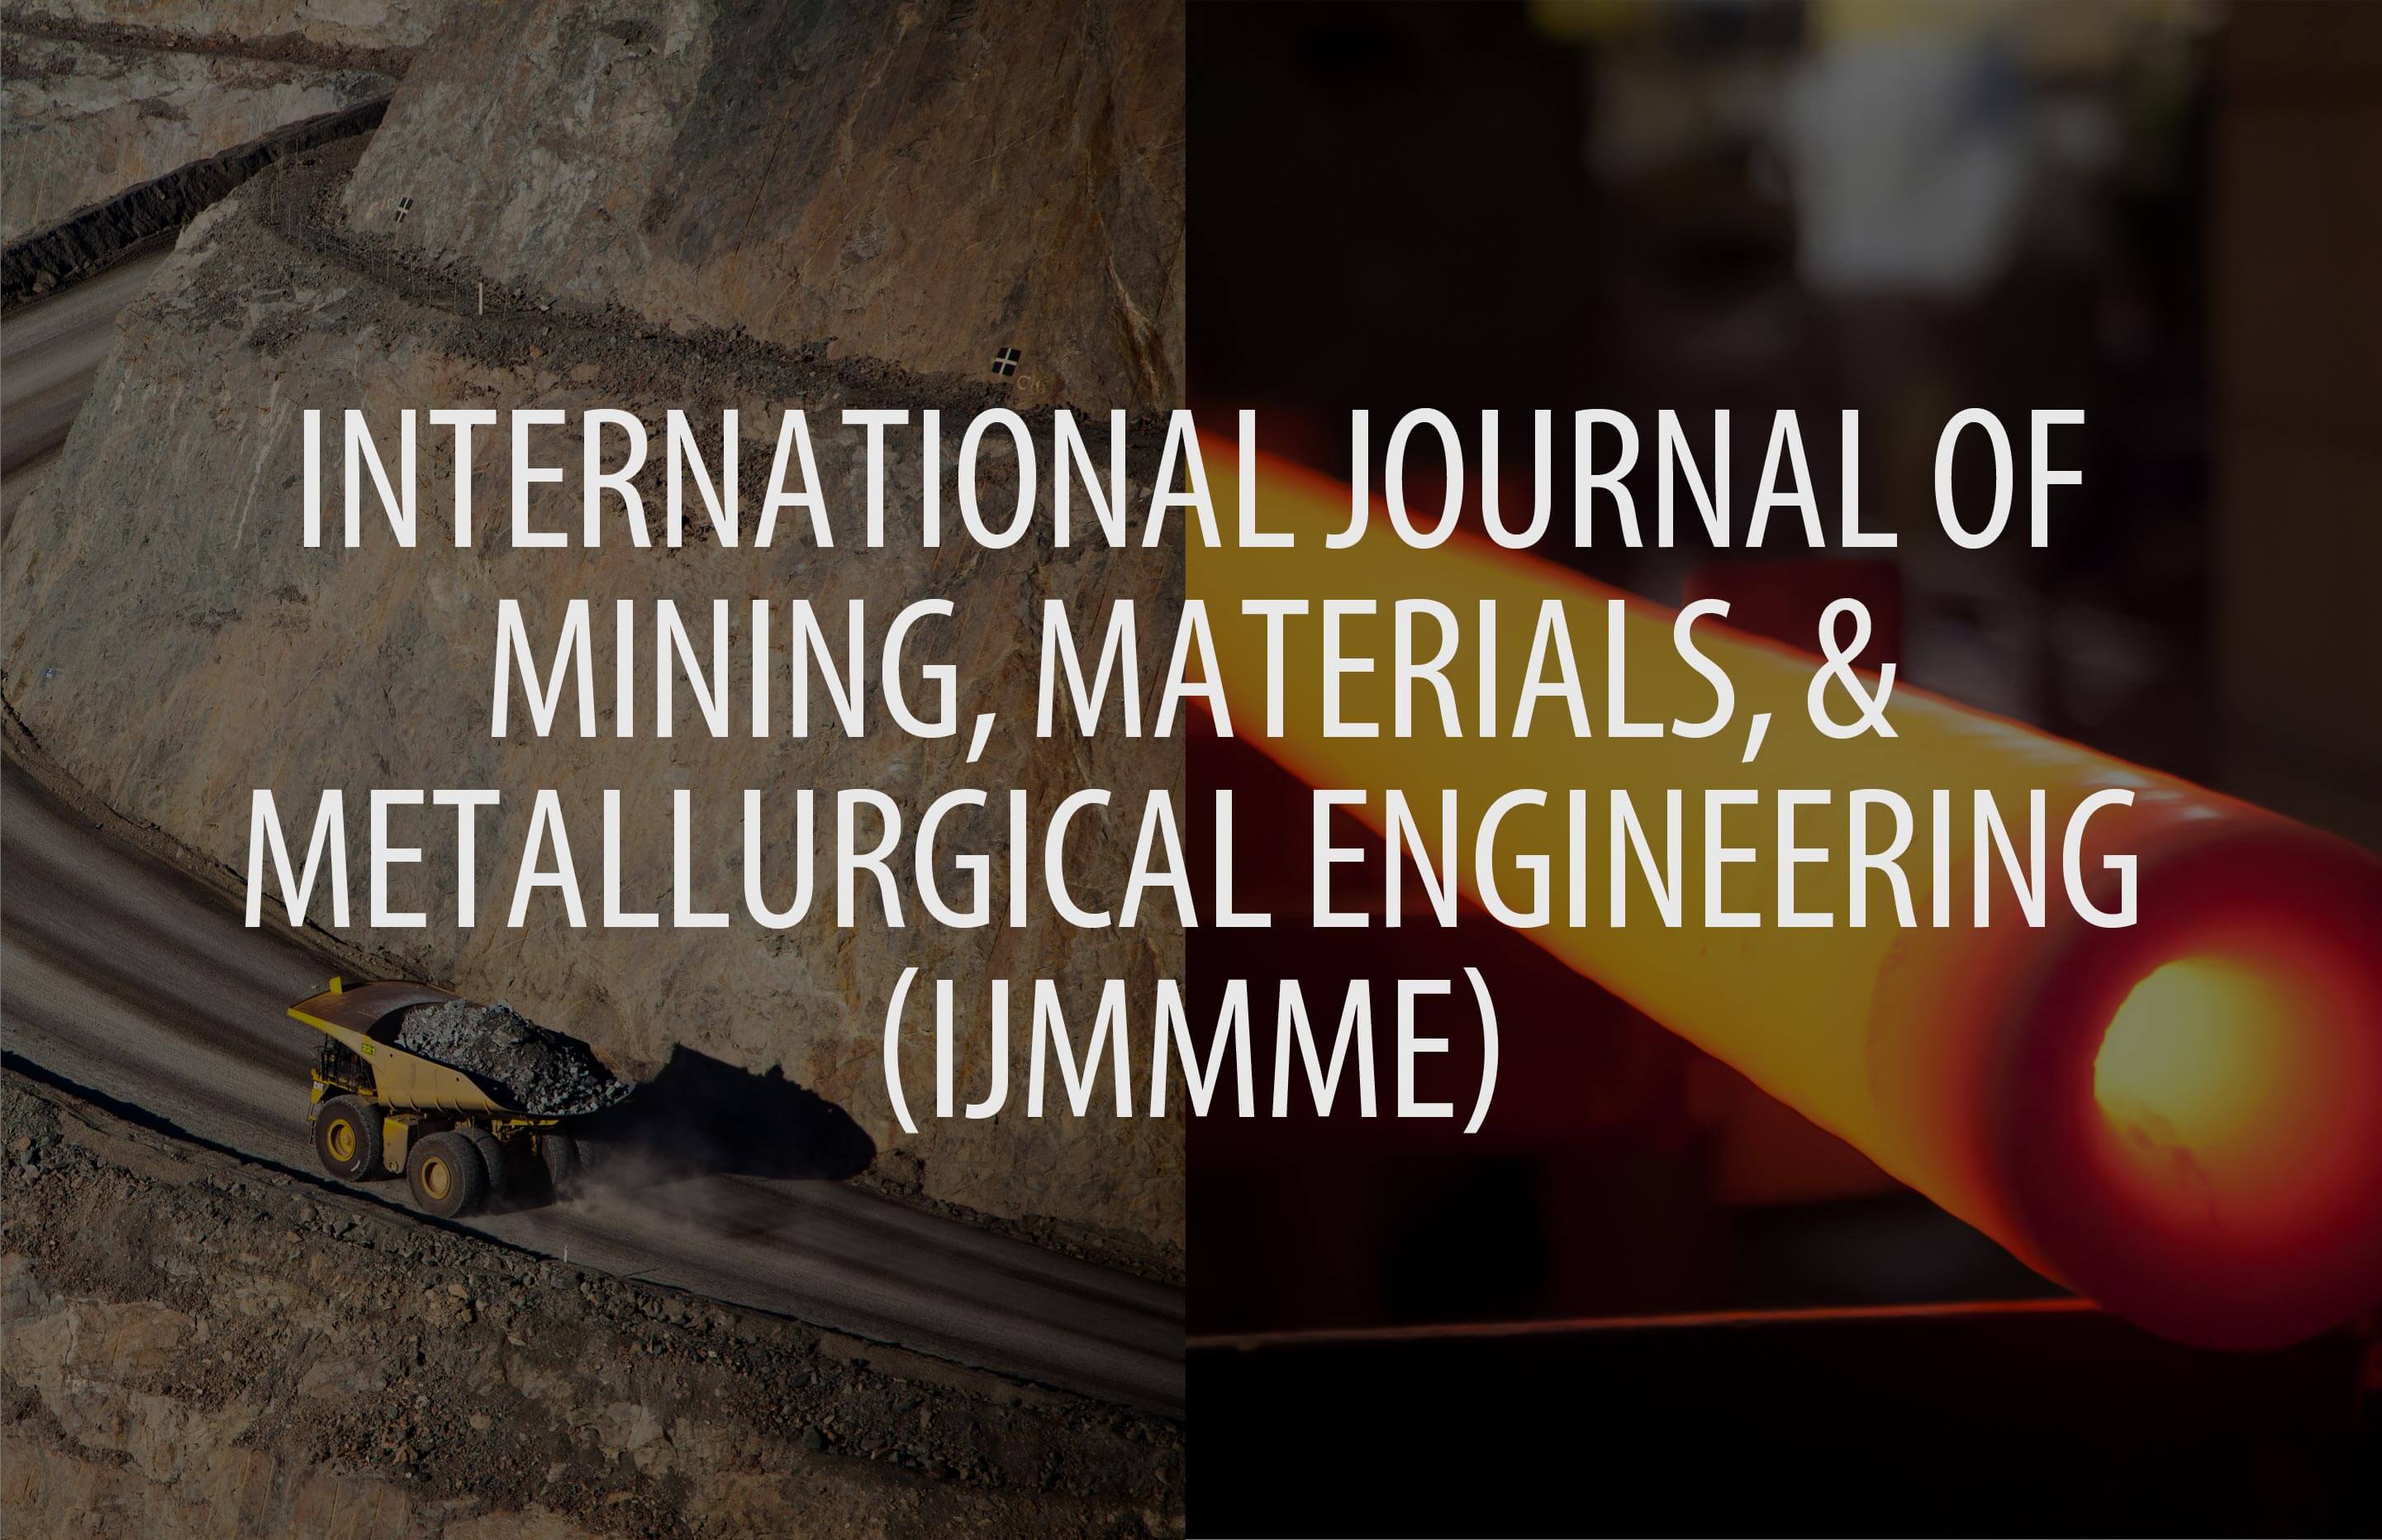 INTERNATIONAL JOURNAL OF
MINING, MATERIALS, &
METALLURGICAL ENGINEERING
(IJMMME)